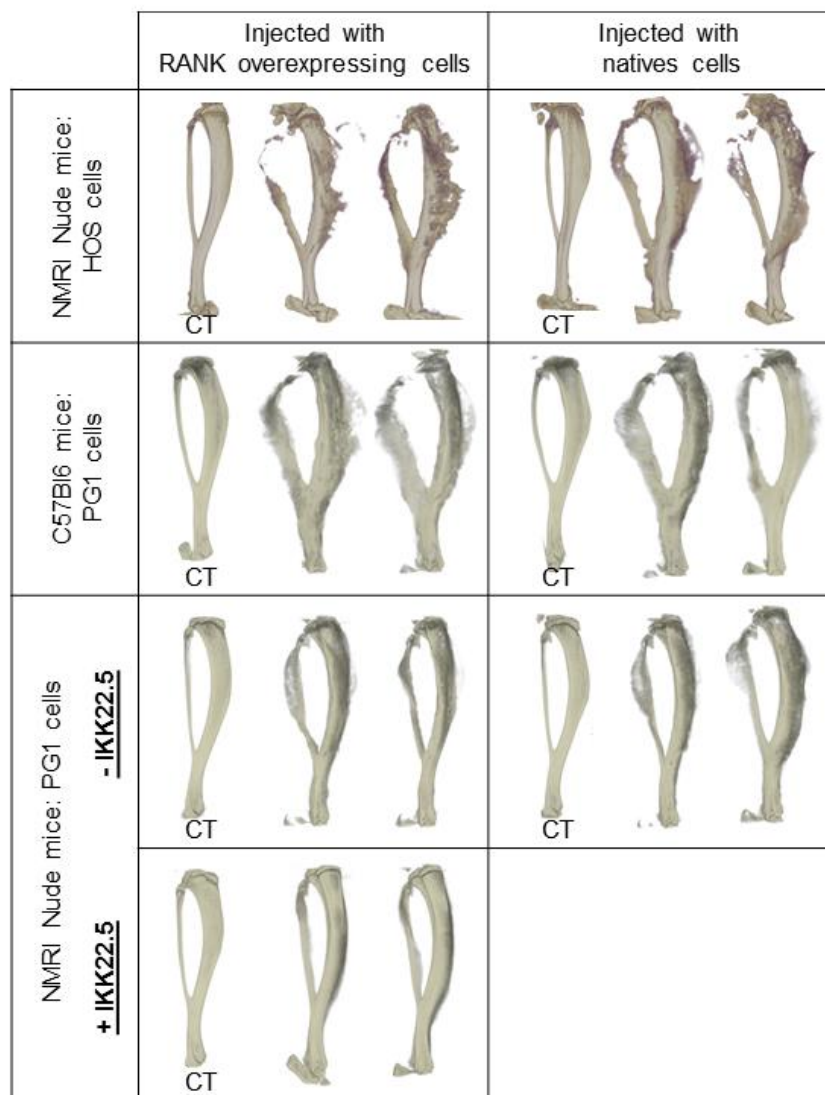 Injected with
RANK overexpressing cells
Injected with
natives cells
NMRI Nude mice:
HOS cells
CT
CT
C57Bl6 mice:
PG1 cells
CT
CT
NMRI Nude mice: PG1 cells
- IKK22.5
CT
CT
+ IKK22.5
CT